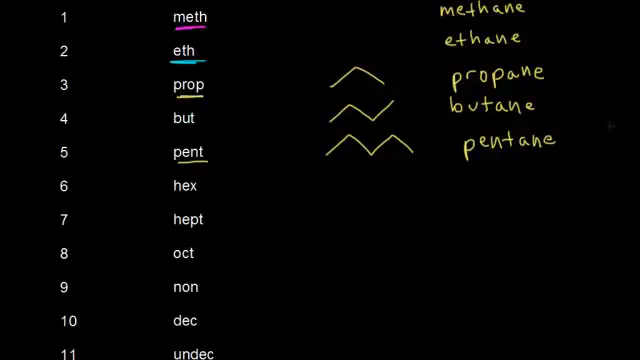 1 meth methane
2 eth ethane
3 prop propane
4 but butane
5 pent pentane
6 hex
7 hept
8 oct
9 non
10 dec
11 undec